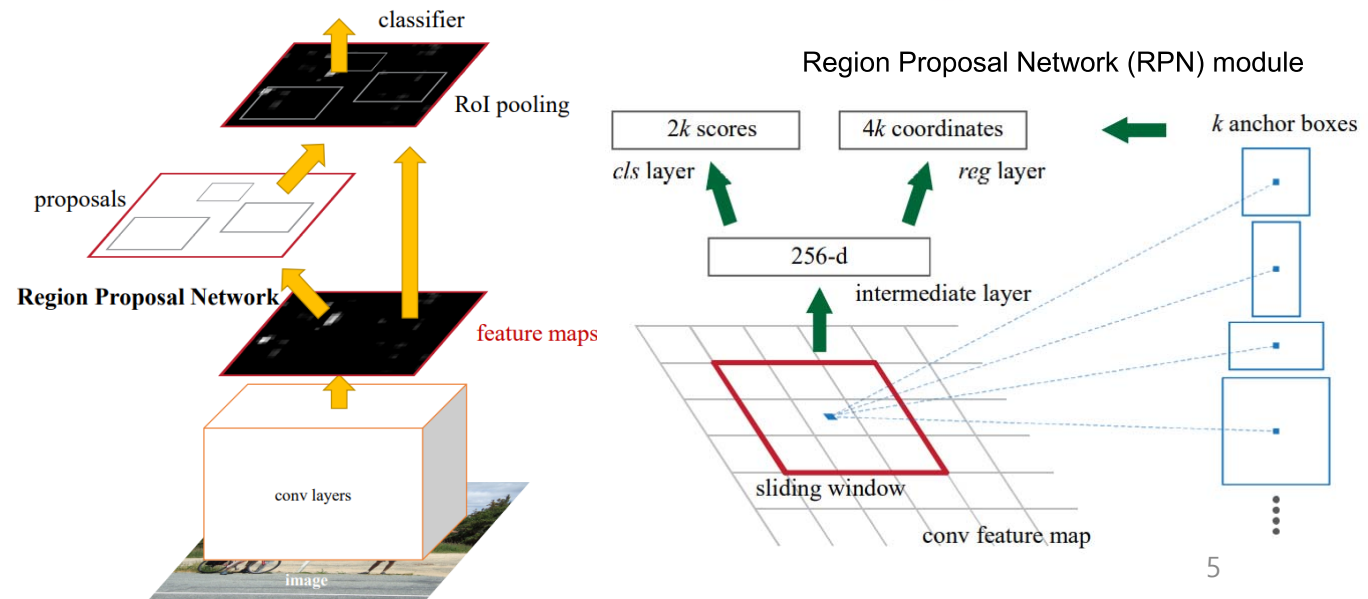 classifier
RoI pooling
proposals
Region Proposal Network
feature maps
conv layers
image
Region Proposal Network (RPN) module
2k scores
4k coordinates
k anchor boxes
cls layer
reg layer
256-d
intermediate layer
sliding window
conv feature map
5